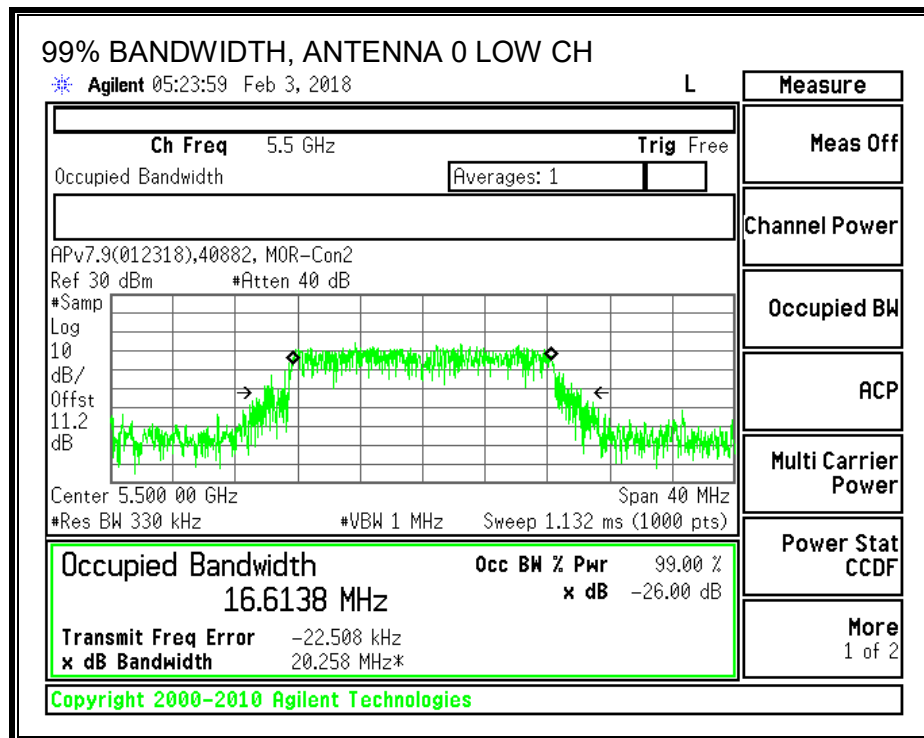 99% BANDWIDTH, ANTENNA 0 LOW CH
Agilent 05:23:59 Feb 3, 2018 L
Measure
Ch Freq 5.5 GHz Trig Free
Meas Off
Occupied Bandwidth Averages: 1
Channel Power
APv7.9(012318),40882, MOR-Con2
Ref 30 dBm #Atten 40 dB
#Samp
Log
10
dB/
Offst
11.2
dB
Occupied BW
ACP
Multi Carrier
Power
Center 5.500 00 GHz Span 40 MHz
#Res BW 330 kHz #VBW 1 MHz Sweep 1.132 ms (1000 pts)
Power Stat
CCDF
Occupied Bandwidth Occ BW % Pwr 99.00 %
16.6138 MHz x dB -26.00 dB
Transmit Freq Error -22.508 kHz
x dB Bandwidth 20.258 MHz*
More
1 of 2
Copyright 2000-2010 Agilent Technologies